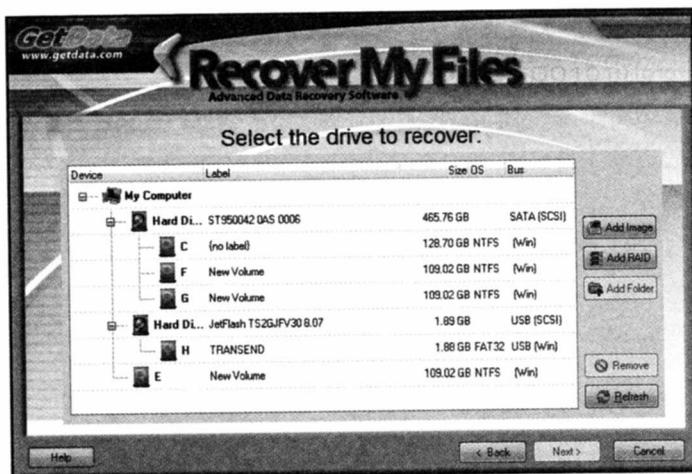 GetData
www.getdata.com
Recover My Files
Advanced Data Recovery Software
Select the drive to recover:
Device Label Size OS Bus
My Computer
Hard Di... ST950042 0AS 0006 465.76 GB SATA (SCSI)
C {no label} 128.70 GB NTFS (Win)
F New Volume 109.02 GB NTFS (Win)
G New Volume 109.02 GB NTFS (Win)
Hard Di... JetFlash TS2GJFV30 8.07 1.89 GB USB (SCSI)
H TRANSEND 1.88 GB FAT32 USB (Win)
E New Volume 109.02 GB NTFS (Win)
Add Image
Add RAID
Add Folder
Remove
Refresh
Help < Back Next > Cancel